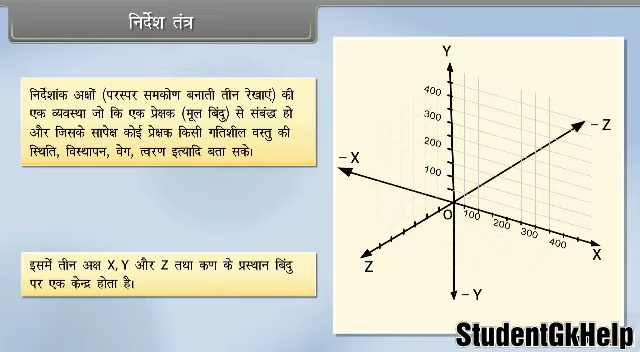 निर्देश तंत्र
निर्देशांक अक्षों (परस्पर समकोण बनाती तीन रेखाएं) की
एक व्यवस्था जो कि एक प्रेक्षक (मूल बिंदु) से संबंद्ध हो
और जिसके सापेक्ष कोई प्रेक्षक किसी गतिशील वस्तु की
स्थिति, विस्थापन, वेग, त्वरण इत्यादि बता सके।
इसमें तीन अक्ष X, Y और Z तथा कण के प्रस्थान बिंदु
पर एक केन्द्र होता है।
Y
400
300
200
100
– Z
– X
O
100 200 300 400
X
Z
– Y
StudentGkHelp